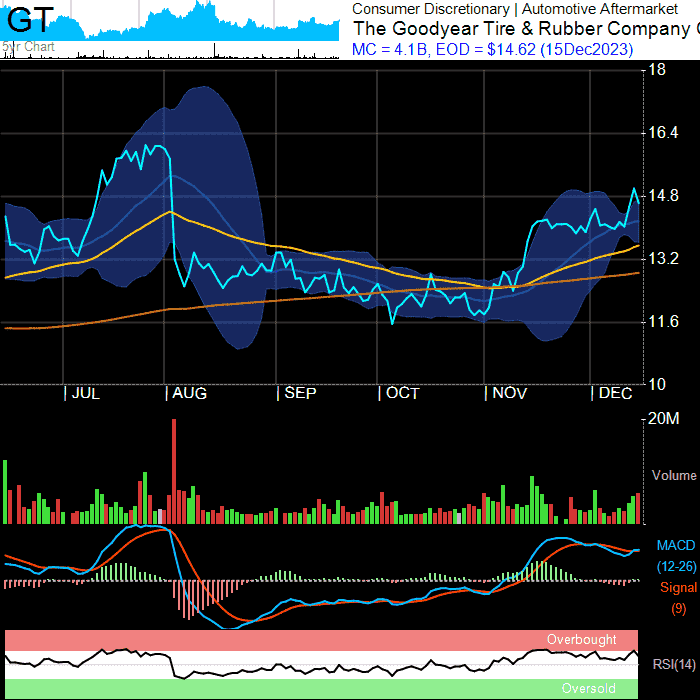 GT
5yr Chart
Consumer Discretionary | Automotive Aftermarket
The Goodyear Tire & Rubber Company
MC = 4.1B, EOD = $14.62 (15Dec2023)
18
16.4
14.8
13.2
11.6
10
| JUL | AUG | SEP | OCT | NOV | DEC
20M
Volume
MACD
(12-26)
Signal
(9)
Overbought
RSI(14)
Oversold